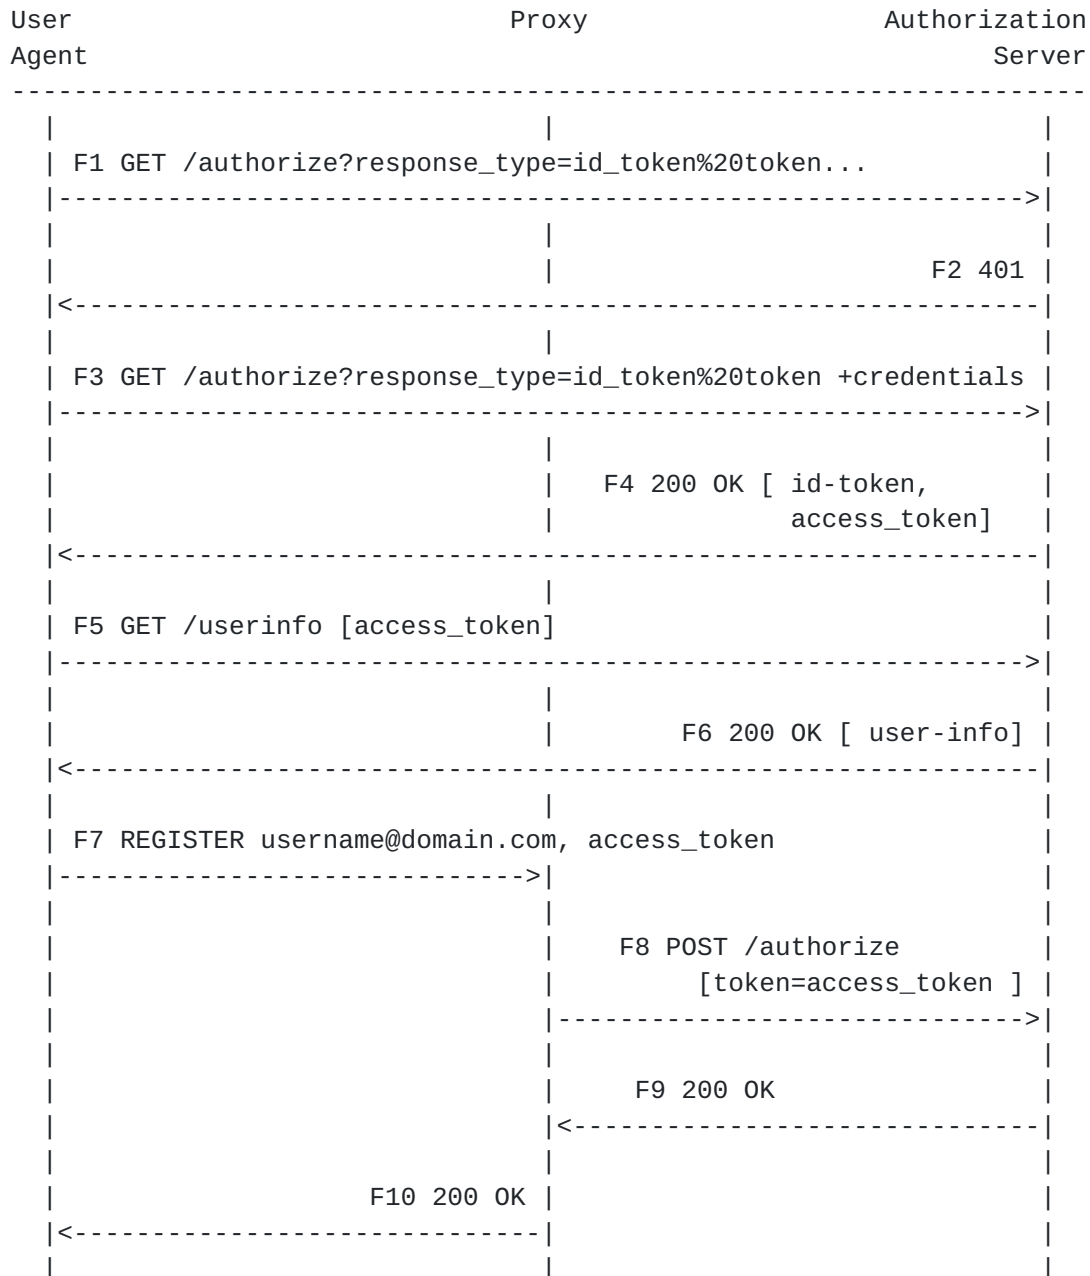 User Proxy Authorization
Agent Server
F1 GET /authorize?response_type=id_token%20token...
F2 401
F3 GET /authorize?response_type=id_token%20token +credentials
F4 200 OK [ id-token,
access_token]
F5 GET /userinfo [access_token]
F6 200 OK [ user-info]
F7 REGISTER username@domain.com, access_token
F8 POST /authorize
[token=access_token ]
F9 200 OK
F10 200 OK